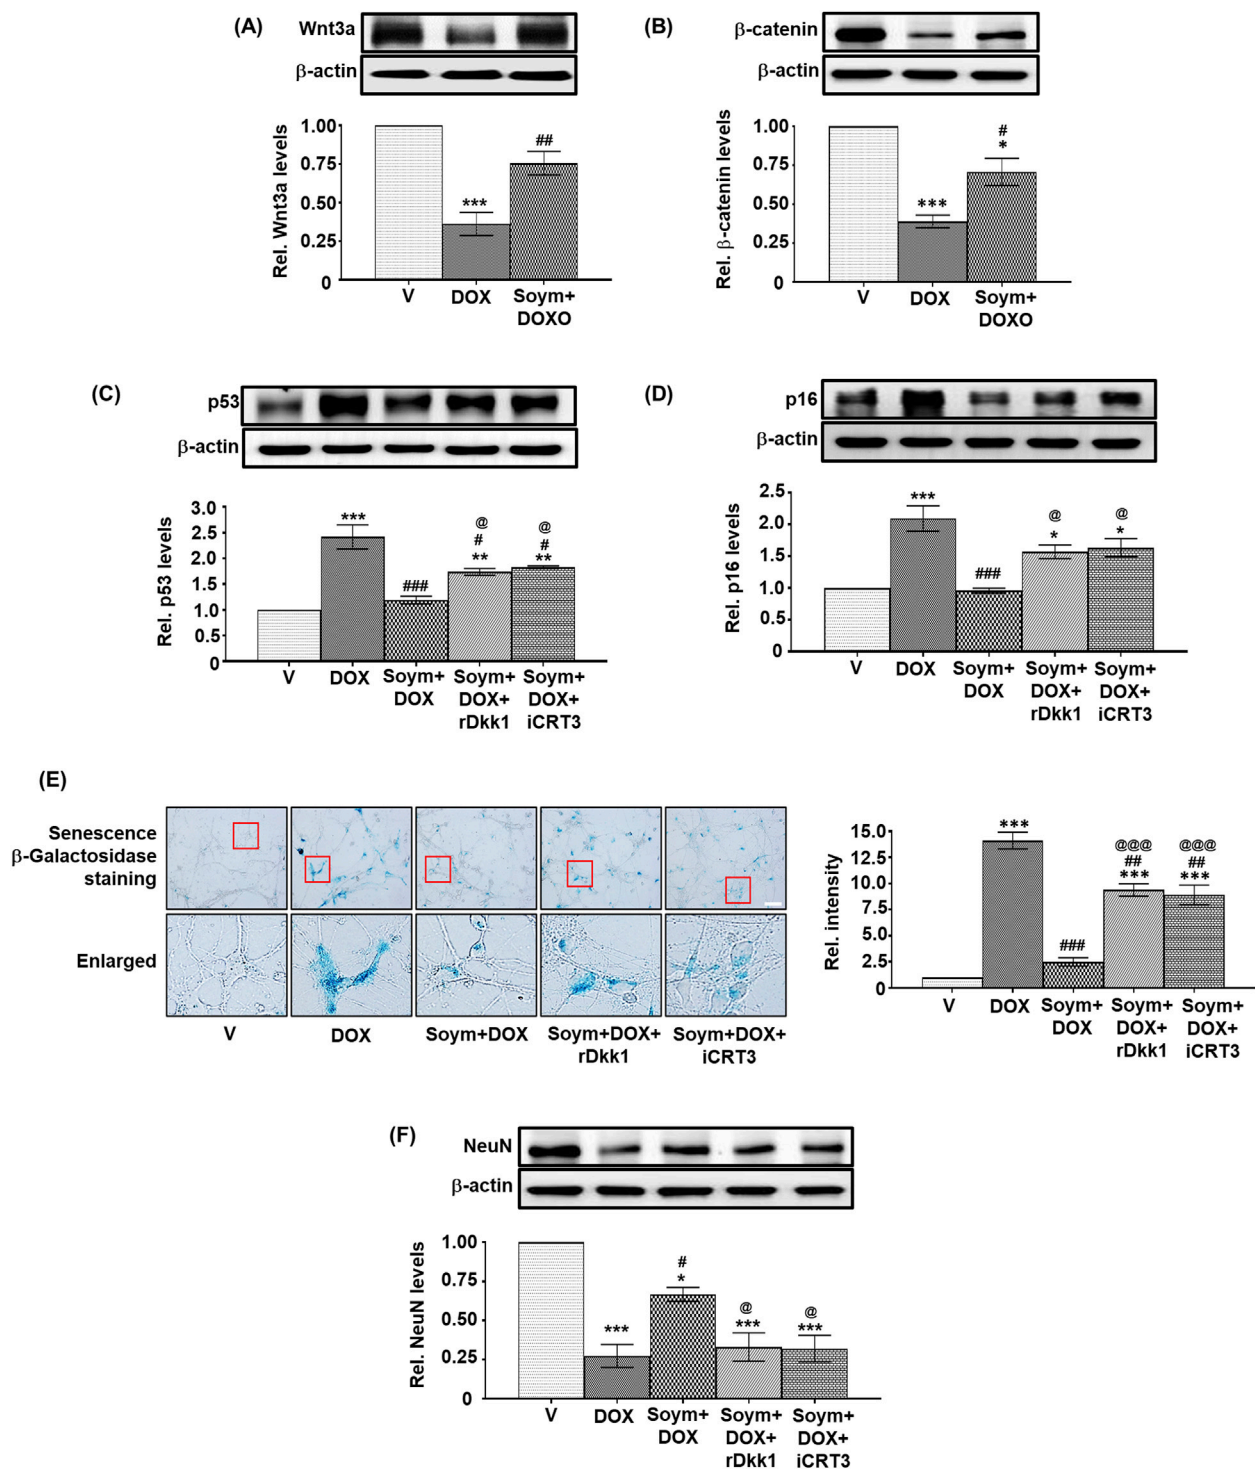 (A)
Wnt3a
β-actin
Rel. Wnt3a levels
1.00
0.75
0.50
0.25
0
***
##
V
DOX
Soym+
DOXO
(B)
β-catenin
β-actin
Rel. β-catenin levels
1.00
0.75
0.50
0.25
0
***
#
*
V
DOX
Soym+
DOXO
(C)
p53
β-actin
Rel. p53 levels
3.0
2.5
2.0
1.5
1.0
0.5
0
***
###
@
#
**
@
#
**
V
DOX
Soym+
DOX
Soym+
DOX+
rDkk1
Soym+
DOX+
iCRT3
(D)
p16
β-actin
Rel. p16 levels
2.5
2.0
1.5
1.0
0.5
0
***
###
@
*
@
*
V
DOX
Soym+
DOX
Soym+
DOX+
rDkk1
Soym+
DOX+
iCRT3
(E)
Senescence
β-Galactosidase
staining
Enlarged
V
DOX
Soym+DOX
Soym+DOX+
rDkk1
Soym+DOX+
iCRT3
Rel. intensity
15.0
12.5
10.0
7.5
5.0
2.5
0
***
###
@@@
##
***
@@@
##
***
V
DOX
Soym+
DOX
Soym+
DOX+
rDkk1
Soym+
DOX+
iCRT3
(F)
NeuN
β-actin
Rel. NeuN levels
1.00
0.75
0.50
0.25
0
***
#
*
@
***
@
***
V
DOX
Soym+
DOX
Soym+
DOX+
rDkk1
Soym+
DOX+
iCRT3